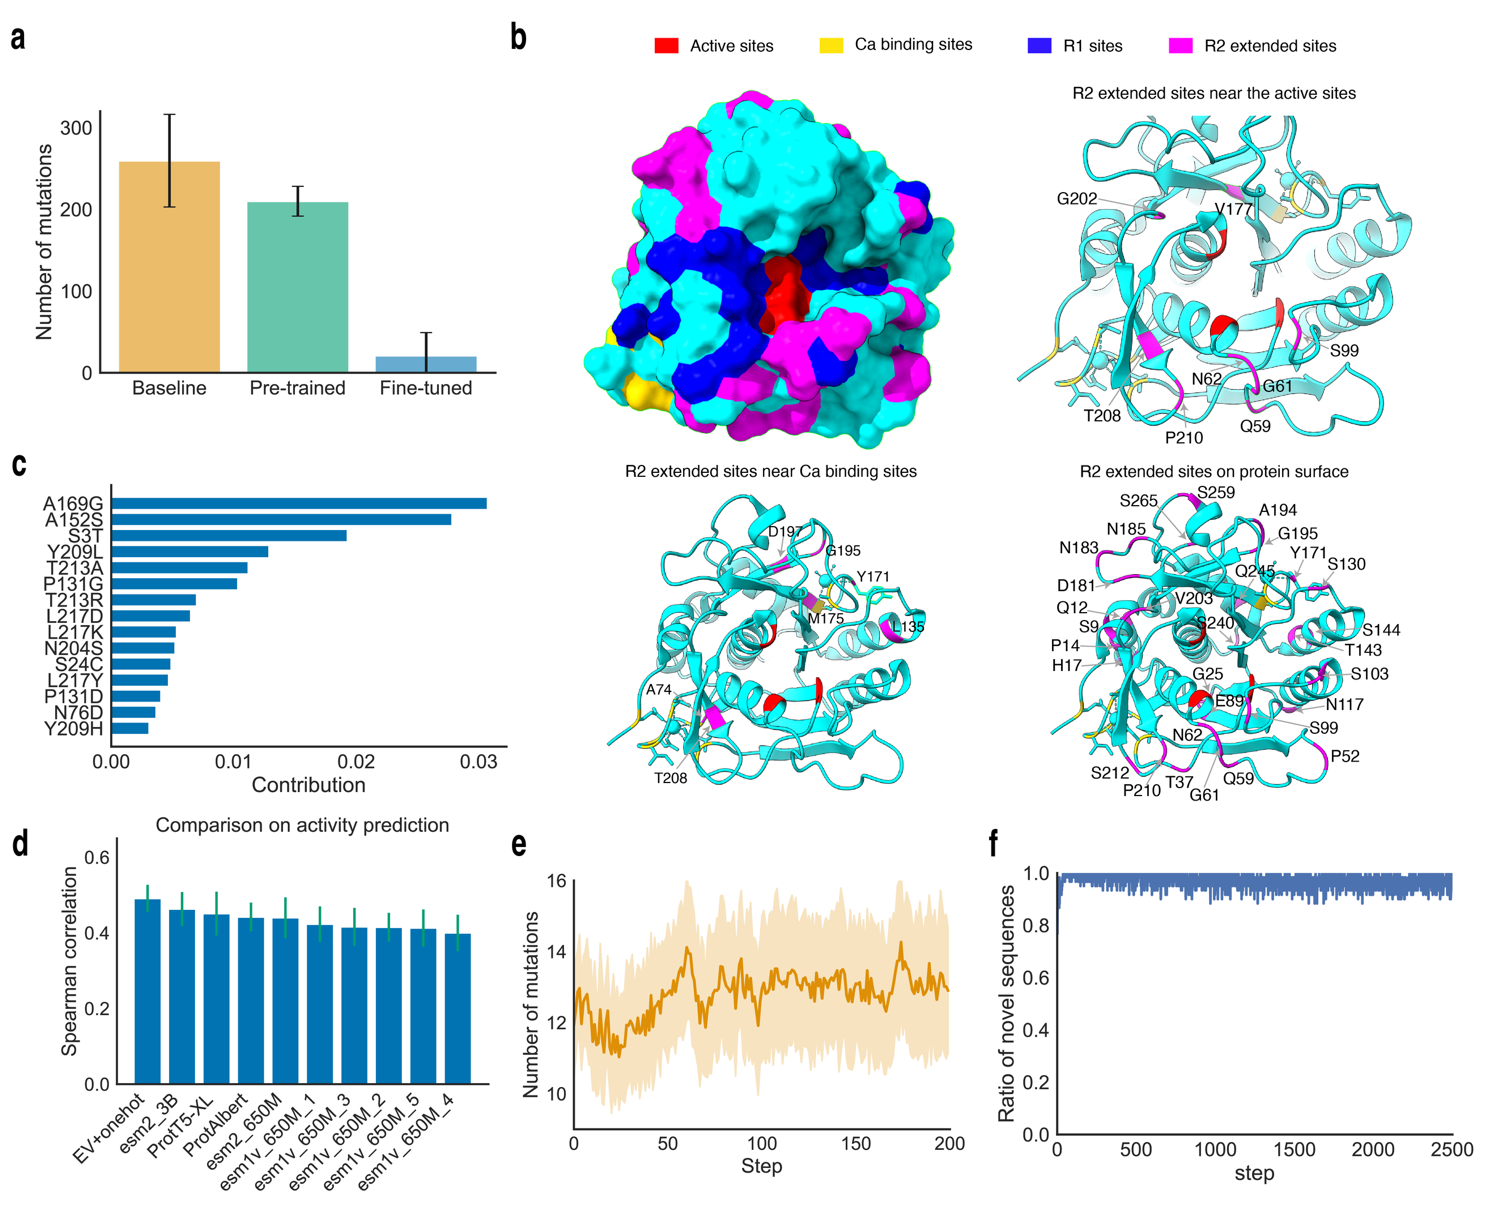 a
Number of mutations
300
200
100
0
Baseline
Pre-trained
Fine-tuned
b
Active sites
Ca binding sites
R1 sites
R2 extended sites
R2 extended sites near the active sites
G202
V177
S99
N62
G61
T208
Q59
P210
R2 extended sites near Ca binding sites
D197
G195
Y171
M175
L135
A74
T208
R2 extended sites on protein surface
S259
S265
A194
N185
G195
N183
Y171
S130
Q245
D181
V203
Q12
S9
S240
S144
P14
T143
H17
G25
S103
E89
N117
N62
S99
P52
S212
P210
T37
Q59
G61
c
A169G
A152S
S3T
Y209L
T213A
P131G
T213R
L217D
L217K
N204S
S24C
L217Y
P131D
N76D
Y209H
0.00
0.01
0.02
0.03
Contribution
d
Comparison on activity prediction
Spearman correlation
0.6
0.4
0.2
0.0
EV+onehot
esm2_3B
ProtT5-XL
ProtAlbert
esm2_650M
esm1v_650M_1
esm1v_650M_3
esm1v_650M_2
esm1v_650M_5
esm1v_650M_4
e
Number of mutations
16
14
13
12
11
10
0
50
100
150
200
Step
f
Ratio of novel sequences
1.0
0.8
0.6
0.4
0.2
0.0
0
500
1000
1500
2000
2500
step